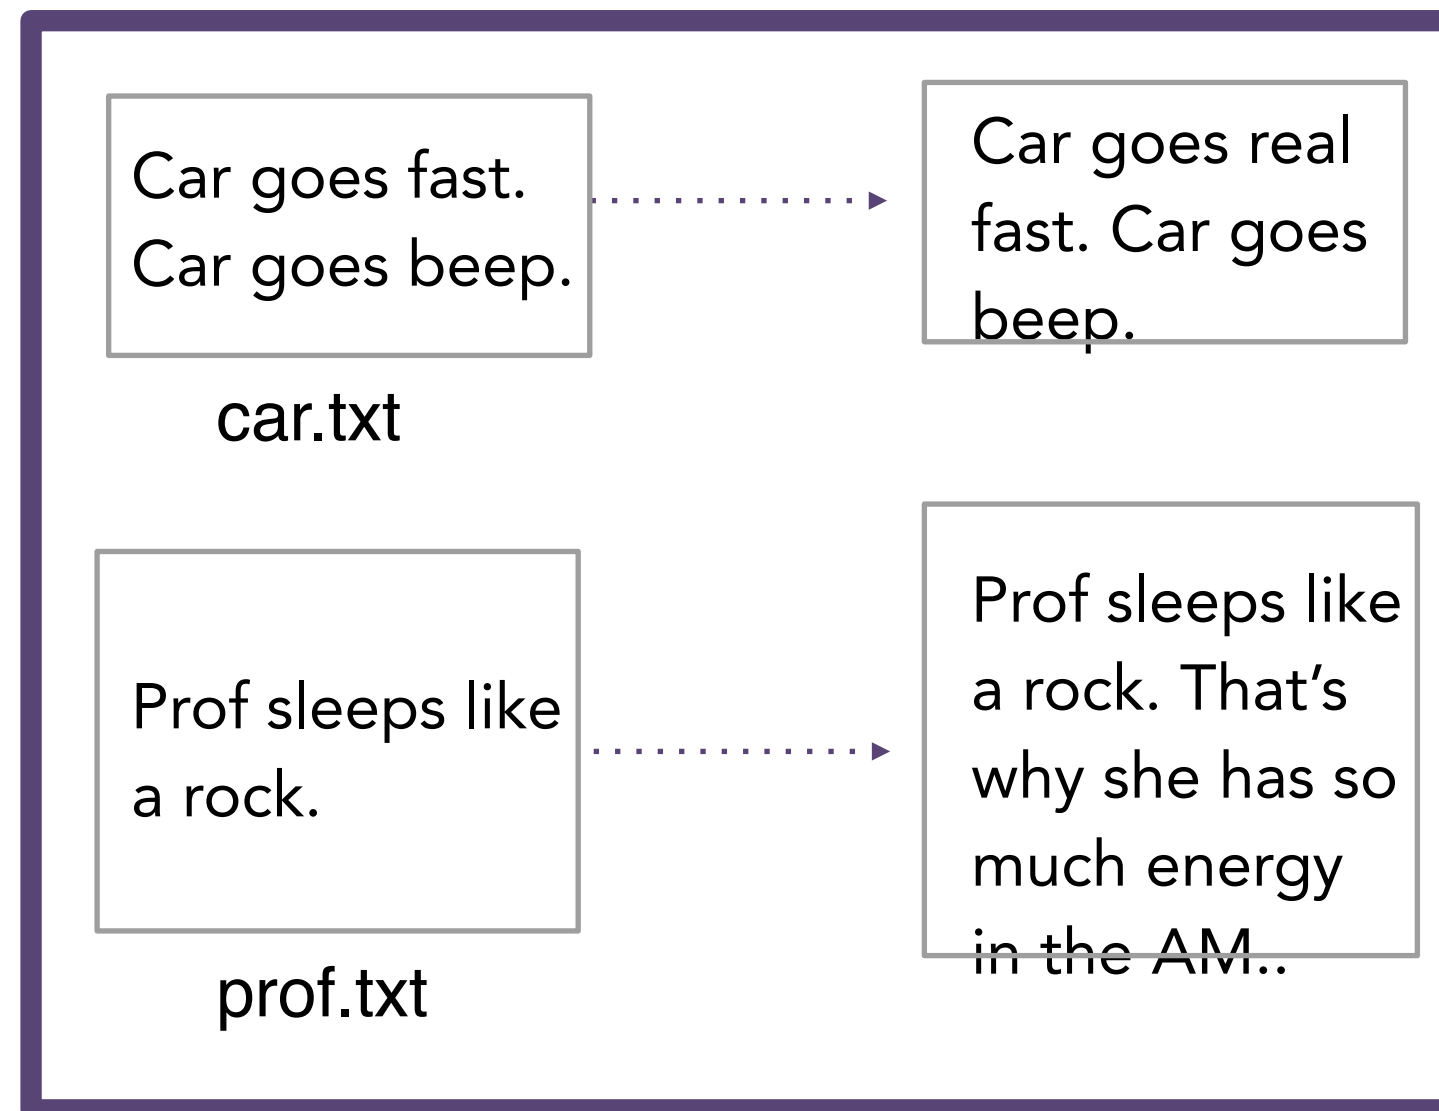 Car goes fast.
Car goes beep.
car.txt
Car goes real
fast. Car goes
beep.
Prof sleeps like
a rock.
prof.txt
Prof sleeps like
a rock. That’s
why she has so
much energy
in the AM..